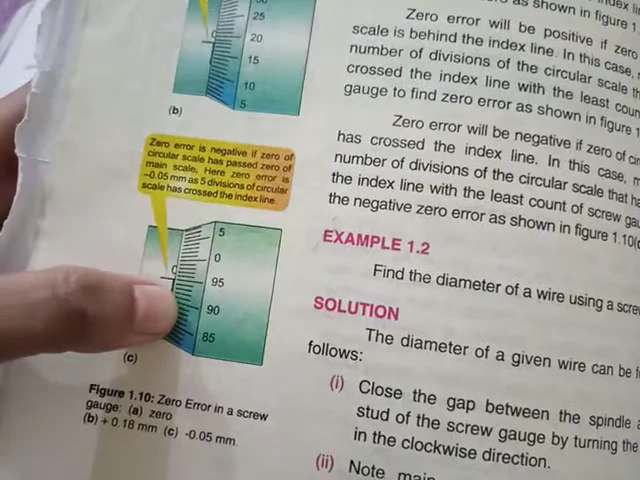 25
0
20
15
10
5
(b)
Zero error is negative if zero of
circular scale has passed zero of
main scale. Here zero error is
-0.05 mm as 5 divisions of circular
scale has crossed the index line.
5
0
0
95
90
85
(c)
Figure 1.10: Zero Error in a screw
gauge: (a) zero
(b) + 0.18 mm (c) -0.05 mm.
as shown in figure 1
Zero error will be positive if zero
scale is behind the index line. In this case,
number of divisions of the circular scale
crossed the index line with the least
gauge to find zero error as shown in figure 1
Zero error will be negative if zero of
has crossed the index line. In this case,
number of divisions of the circular scale that
the index line with the least count of screw
the negative zero error as shown in figure 1.10(
EXAMPLE 1.2
Find the diameter of a wire using a
SOLUTION
The diameter of a given wire can be
follows:
(i) Close the gap between the spindle
stud of the screw gauge by turning the
in the clockwise direction.
(ii) Note main